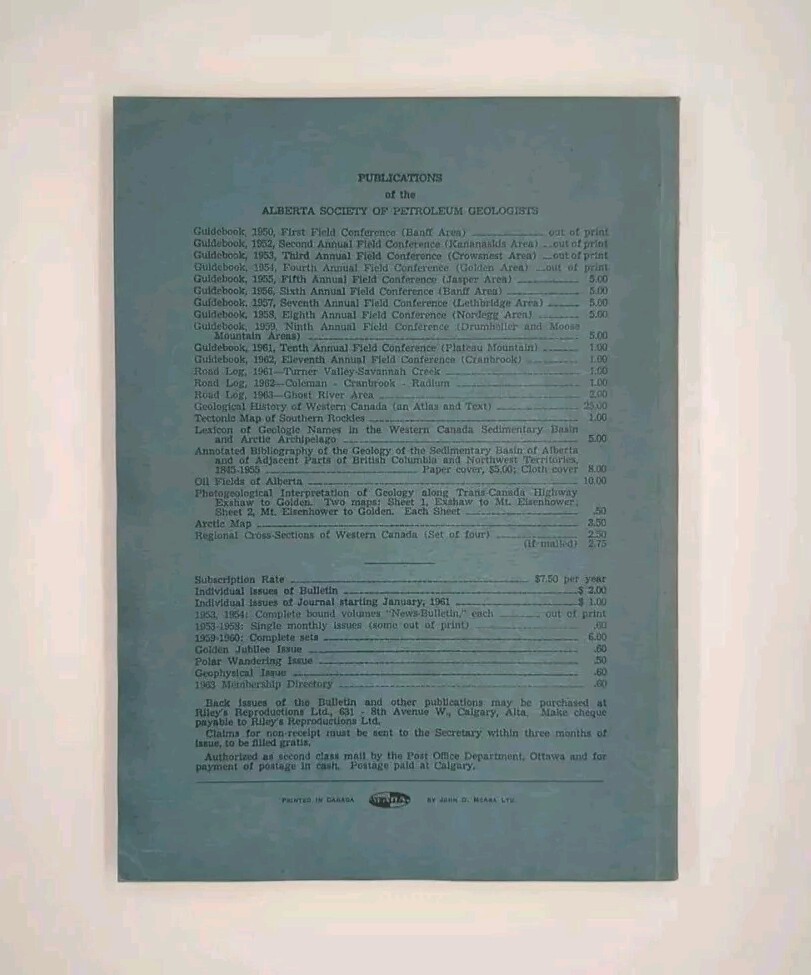 PUBLICATIONS
of the
ALBERTA SOCIETY OF PETROLEUM GEOLOGISTS
Guidebook, 1950, First Field Conference (Banff Area) out of print
Guidebook, 1952, Second Annual Field Conference (Kananaskis Area) out of print
Guidebook, 1953, Third Annual Field Conference (Crowsnest Area) out of print
Guidebook, 1954, Fourth Annual Field Conference (Golden Area) out of print
Guidebook, 1955, Fifth Annual Field Conference (Jasper Area) 5.00
Guidebook, 1956, Sixth Annual Field Conference (Banff Area) 5.00
Guidebook, 1957, Seventh Annual Field Conference (Lethbridge Area) 5.00
Guidebook, 1958, Eighth Annual Field Conference (Nordegg Area) 5.00
Guidebook, 1959, Ninth Annual Field Conference (Drumheller and Moose
Mountain Areas) 5.00
Guidebook, 1961, Tenth Annual Field Conference (Plateau Mountain) 1.00
Guidebook, 1962, Eleventh Annual Field Conference (Cranbrook) 1.00
Road Log, 1961—Turner Valley-Savannah Creek 1.00
Road Log, 1962—Coleman - Cranbrook - Radium 1.00
Road Log, 1963—Ghost River Area 2.00
Geological History of Western Canada (an Atlas and Text) 25.00
Tectonic Map of Southern Rockies 1.00
Lexicon of Geologic Names in the Western Canada Sedimentary Basin
and Arctic Archipelago 5.00
Annotated Bibliography of the Geology of the Sedimentary Basin of Alberta
and of Adjacent Parts of British Columbia and Northwest Territories,
1845-1955 Paper cover, $5.00; Cloth cover 8.00
Oil Fields of Alberta 10.00
Photogeological Interpretation of Geology along Trans-Canada Highway
Exshaw to Golden. Two maps: Sheet 1, Exshaw to Mt. Eisenhower;
Sheet 2, Mt. Eisenhower to Golden. Each Sheet .50
Arctic Map 3.50
Regional Cross-Sections of Western Canada (Set of four) 2.50
(if mailed) 2.75
Subscription Rate $7.50 per year
Individual issues of Bulletin $ 2.00
Individual issues of Journal starting January, 1961 $ 1.00
1953, 1954: Complete bound volumes "News-Bulletin," each out of print
1955-1958: Single monthly issues (some out of print) .60
1959-1960: Complete sets 6.00
Golden Jubilee Issue .60
Polar Wandering Issue .50
Geophysical Issue .60
1963 Membership Directory .60
Back issues of the Bulletin and other publications may be purchased at
Riley's Reproductions Ltd., 631 - 8th Avenue W., Calgary, Alta. Make cheque
payable to Riley's Reproductions Ltd.
Claims for non-receipt must be sent to the Secretary within three months of
issue, to be filled gratis.
Authorized as second class mail by the Post Office Department, Ottawa and for
payment of postage in cash. Postage paid at Calgary.
PRINTED IN CANADA BY JOHN D. MCARA LTD.